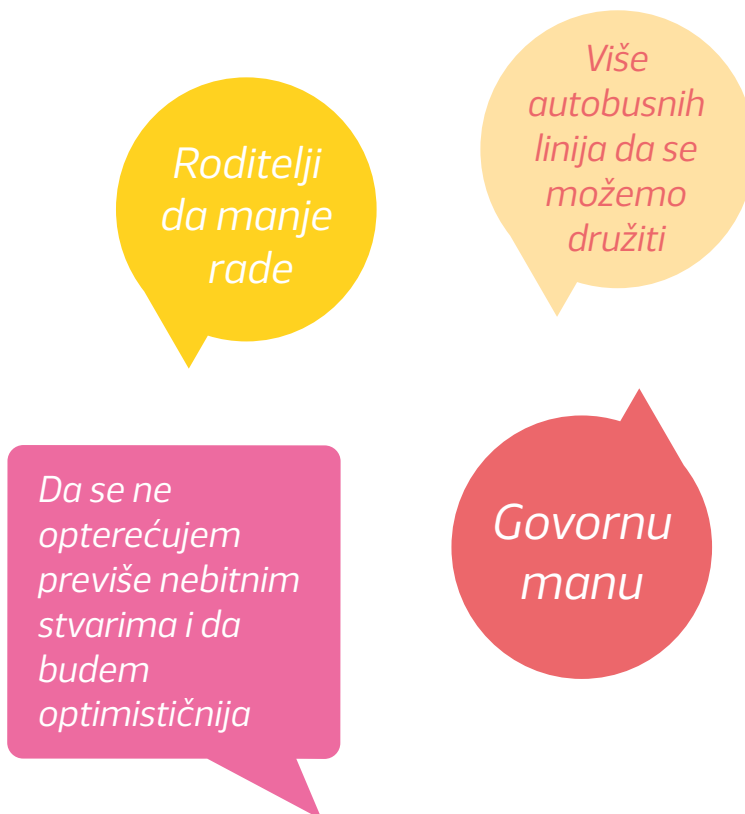 Roditelji
da manje
rade
Više
autobusnih
linija da se
možemo
družiti
Da se ne
opterećujem
previše nebitnim
stvarima i da
budem
optimističnija
Govornu
manu